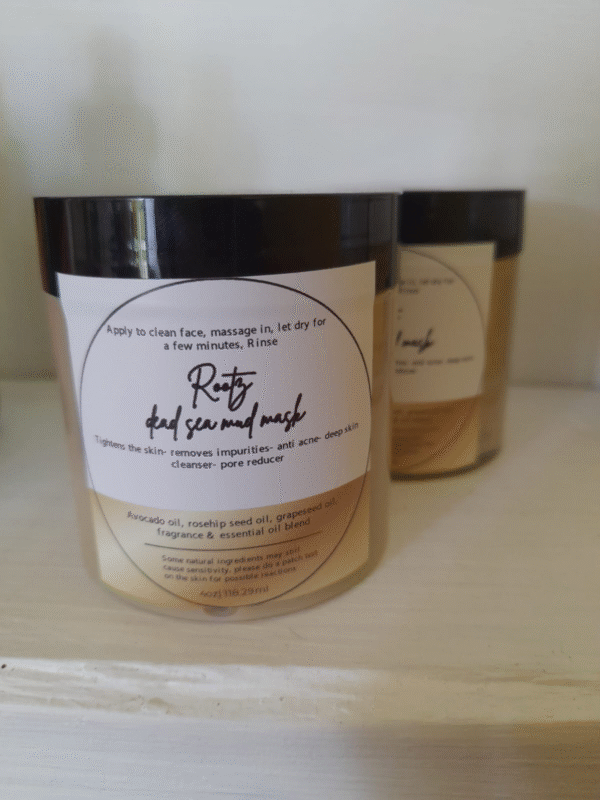 Apply to clean face, massage in, let dry for
a few minutes, Rinse
Rootz
dead sea mud mask
Tightens the skin- removes impurities- anti acne- deep skin
cleanser- pore reducer
Avocado oil, rosehip seed oil, grapeseed oil,
fragrance & essential oil blend
Some natural ingredients may still
cause sensitivity, please do a patch test
on the skin for possible reactions
4oz| 118.29ml
mask